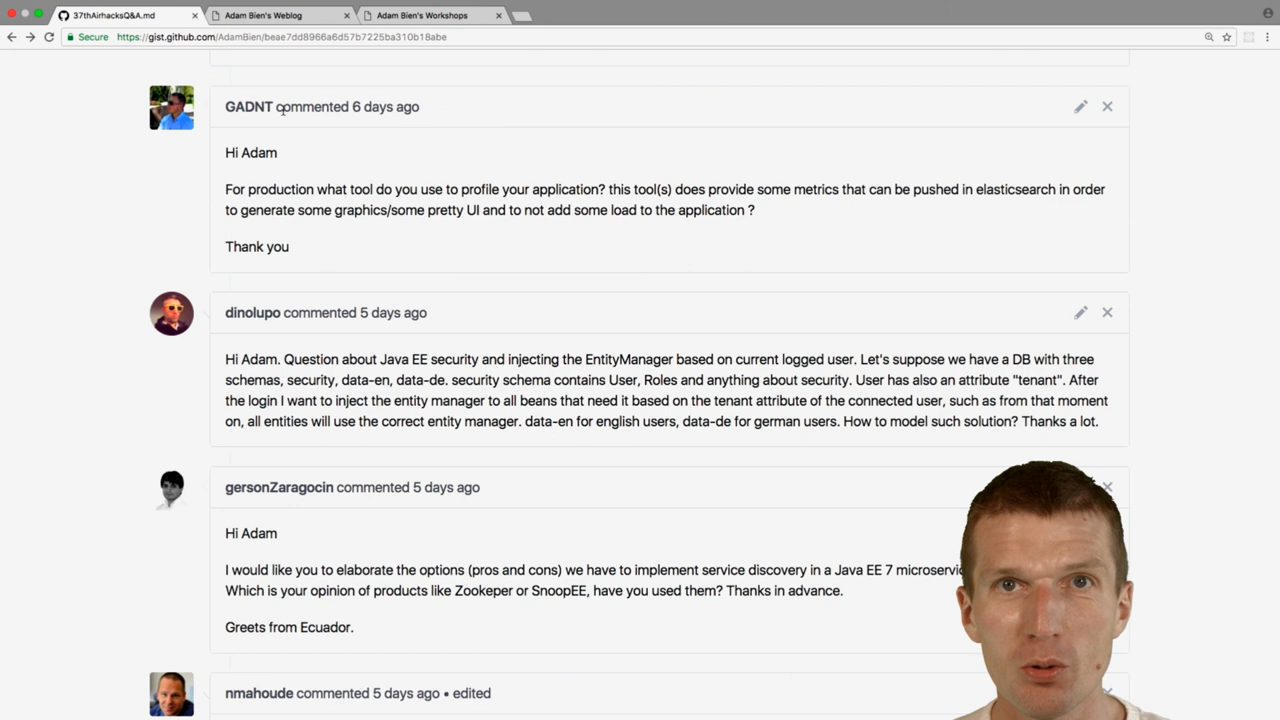 37thAirhacksQ&A.md
Adam Bien's Weblog
Adam Bien's Workshops
Secure
https://gist.github.com/AdamBien/beae7dd8966a6d57b7225ba310b18abe
GADNT commented 6 days ago
Hi Adam
For production what tool do you use to profile your application? this tool(s) does provide some metrics that can be pushed in elasticsearch in order
to generate some graphics/some pretty UI and to not add some load to the application ?
Thank you
dinolupo commented 5 days ago
Hi Adam. Question about Java EE security and injecting the EntityManager based on current logged user. Let's suppose we have a DB with three
schemas, security, data-en, data-de. security schema contains User, Roles and anything about security. User has also an attribute "tenant". After
the login I want to inject the entity manager to all beans that need it based on the tenant attribute of the connected user, such as from that moment
on, all entities will use the correct entity manager. data-en for english users, data-de for german users. How to model such solution? Thanks a lot.
gersonZaragocin commented 5 days ago
Hi Adam
I would like you to elaborate the options (pros and cons) we have to implement service discovery in a Java EE 7
Which is your opinion of products like Zookeper or SnoopEE, have you used them? Thanks in advance.
Greets from Ecuador.
nmahoude commented 5 days ago • edited